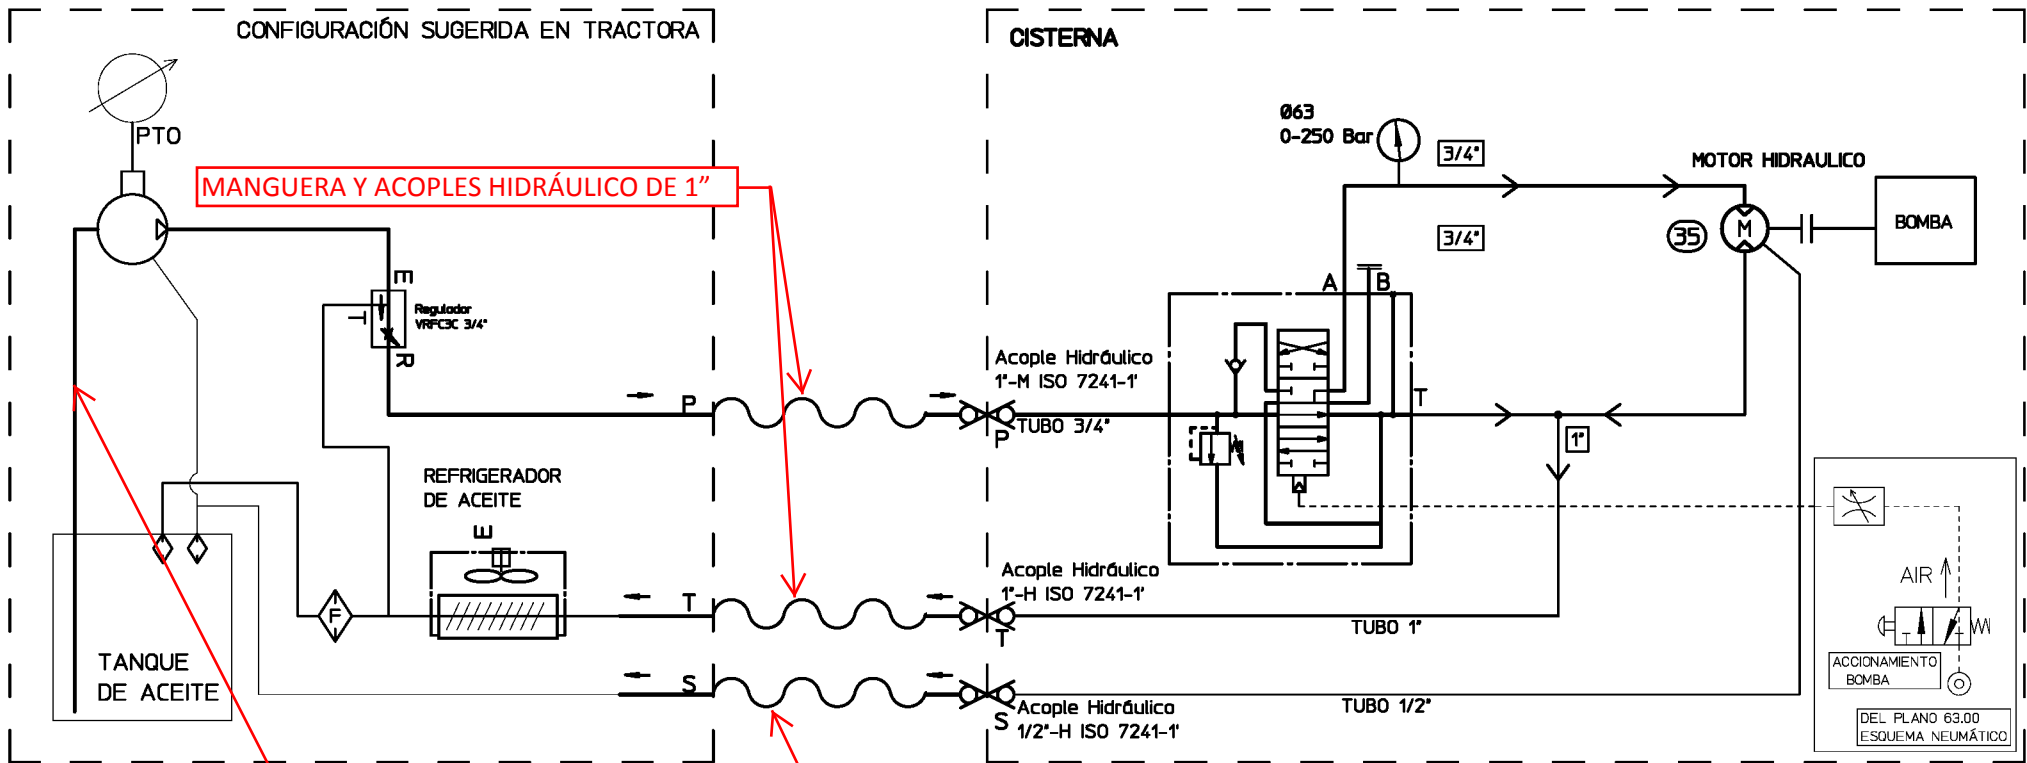 CONFIGURACIÓN SUGERIDA EN TRACTORA
CISTERNA
PTO
MANGUERA Y ACOPLES HIDRÁULICO DE 1”
Ø63
0-250 Bar
3/4"
3/4"
MOTOR HIDRAULICO
35
M
BOMBA
E
T
Regulador
VRFC3C 3/4"
R
A
B
T
P
Acople Hidráulico
1"-M ISO 7241-1'
TUBO 3/4"
P
1"
REFRIGERADOR
DE ACEITE
E
F
T
Acople Hidráulico
1"-H ISO 7241-1'
T
TUBO 1"
TANQUE
DE ACEITE
S
S
Acople Hidráulico
1/2"-H ISO 7241-1'
TUBO 1/2"
AIR
ACCIONAMIENTO
BOMBA
DEL PLANO 63.00
ESQUEMA NEUMÁTICO